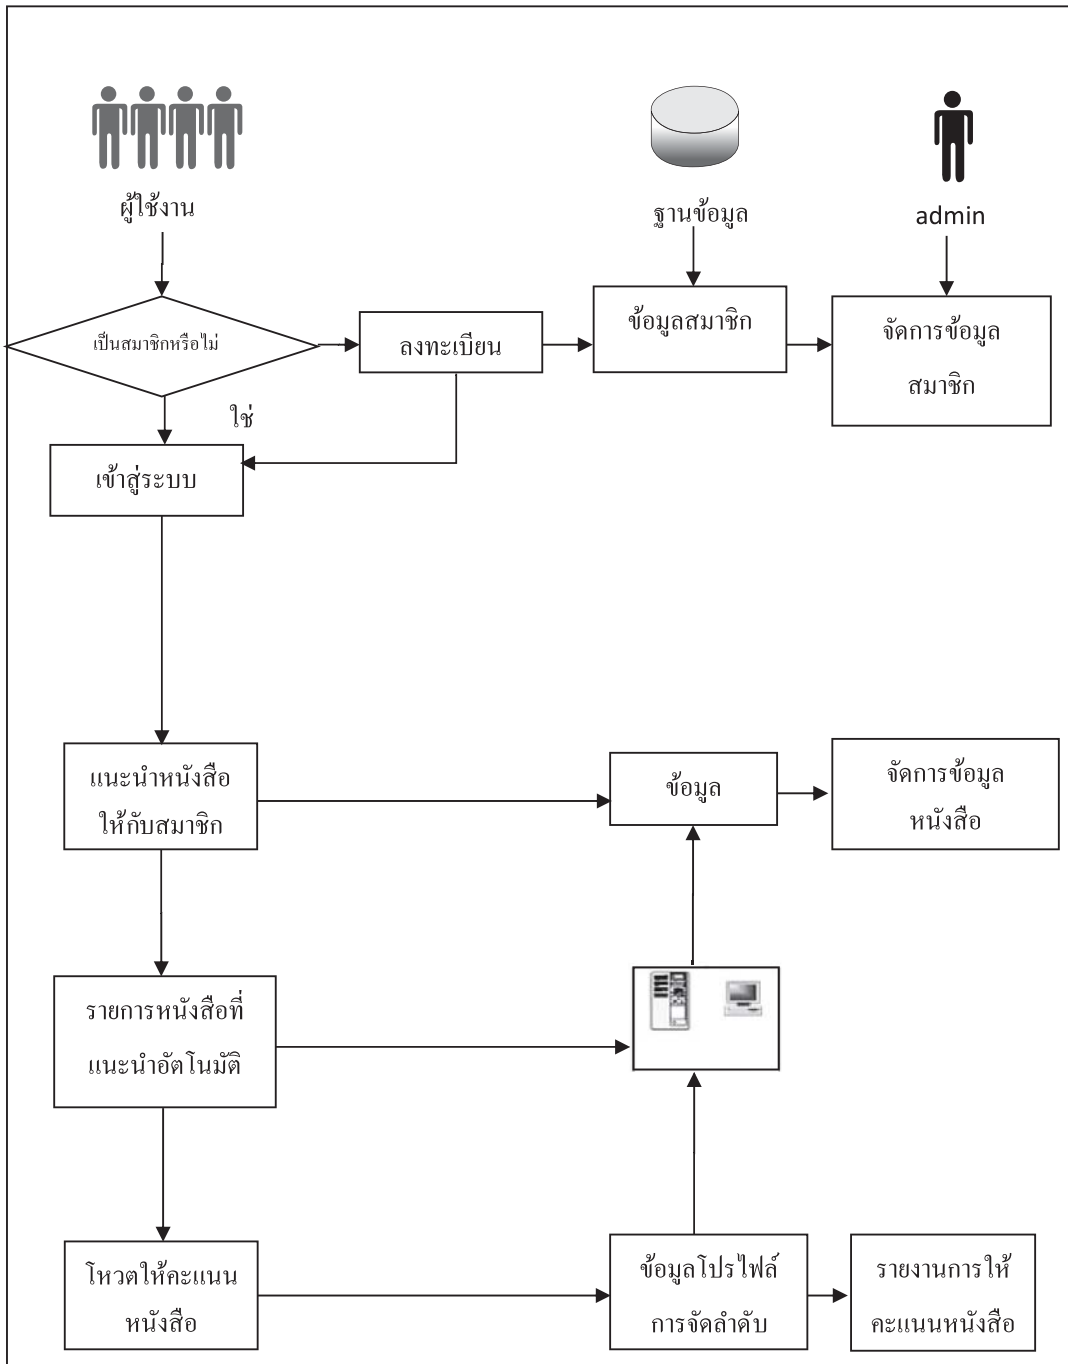 ผู้ใช้งาน
ฐานข้อมูล
admin
เป็นสมาชิกหรือไม่
ลงทะเบียน
ข้อมูลสมาชิก
จัดการข้อมูล
สมาชิก
ใช่
เข้าสู่ระบบ
แนะนำหนังสือ
ให้กับสมาชิก
ข้อมูล
จัดการข้อมูล
หนังสือ
รายการหนังสือที่
แนะนำอัตโนมัติ
โหวตให้คะแนน
หนังสือ
ข้อมูลโปรไฟล์
การจัดลำดับ
รายงานการให้
คะแนนหนังสือ